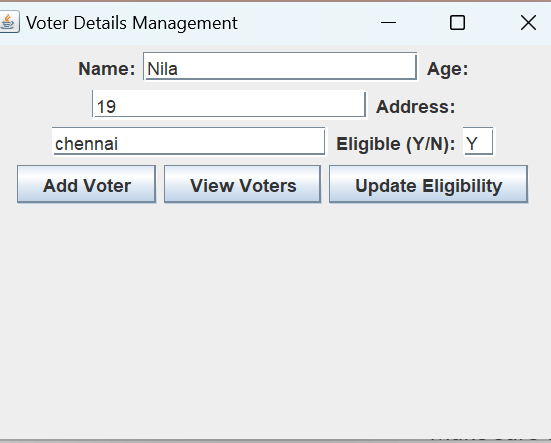 Voter Details Management
Name: Nila Age:
19 Address:
chennai Eligible (Y/N): Y
Add Voter View Voters Update Eligibility